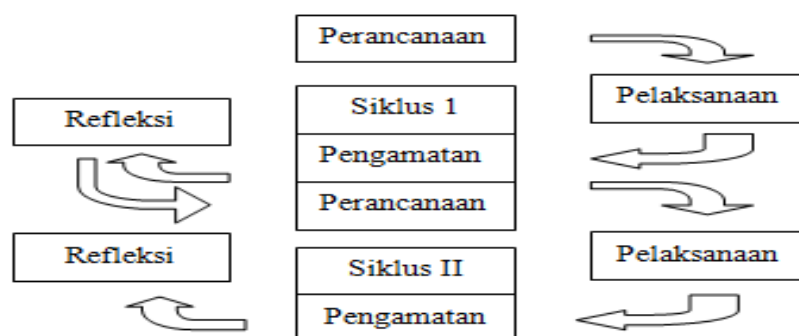 Perancanaan
Pelaksanaan
Siklus 1
Refleksi
Pengamatan
Perancanaan
Refleksi
Pelaksanaan
Siklus II
Pengamatan